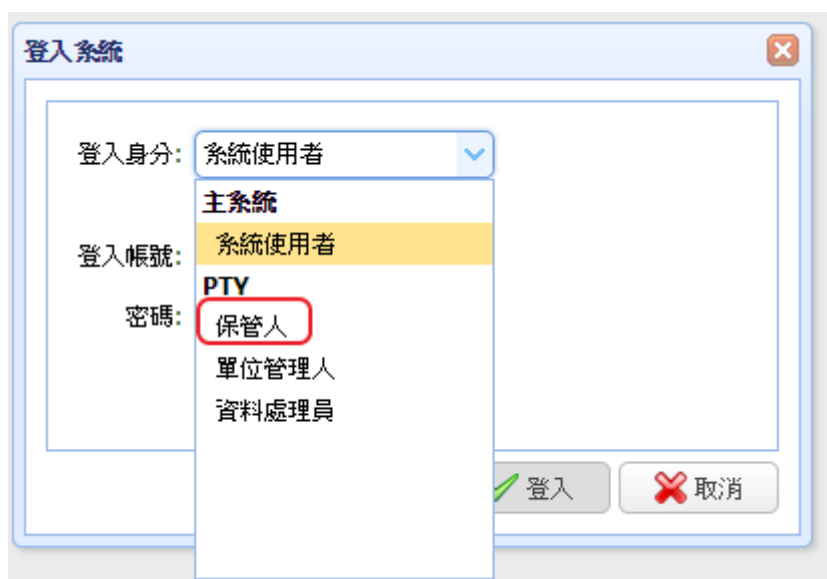 登入系統
登入身分: 系統使用者
主系統
系統使用者
登入帳號:
PTY
密碼:
保管人
單位管理人
資料處理員
登入
取消